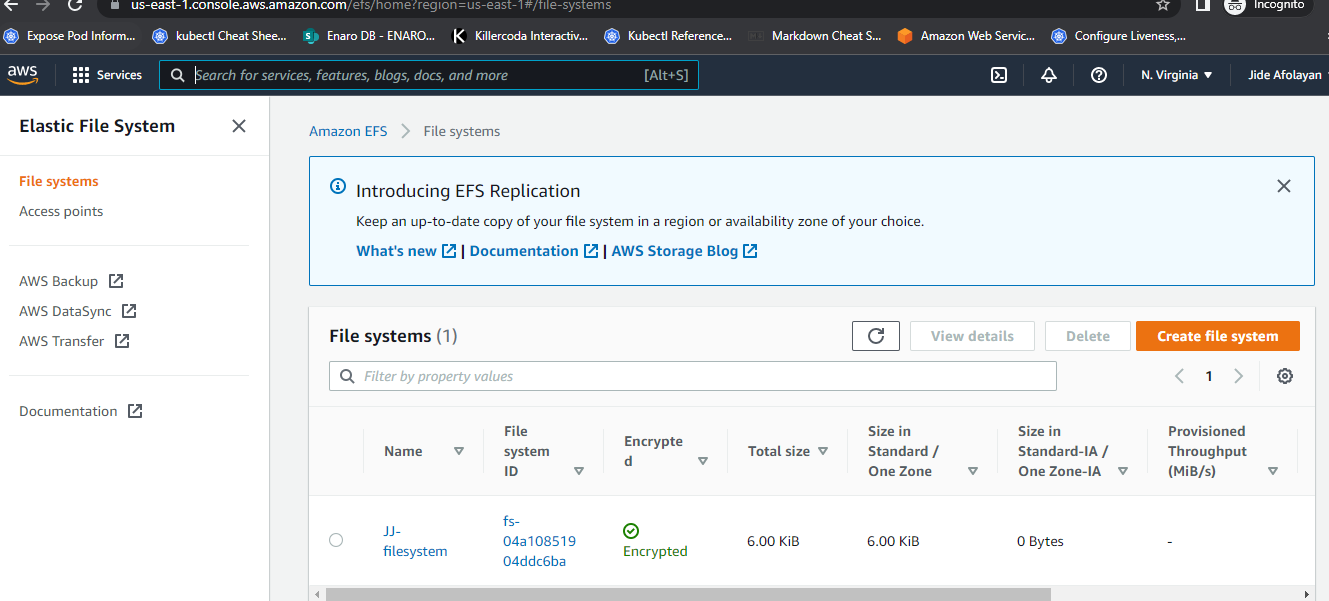 us-east-1.console.aws.amazon.com/efs/home?region=us-east-1#/file-systems
Incognito
Expose Pod Inform...
kubectl Cheat Shee...
Enaro DB - ENARO...
Killercoda Interactiv...
Kubectl Reference...
Markdown Cheat S...
Amazon Web Servic...
Configure Liveness,...
aws
Services
Search for services, features, blogs, docs, and more
[Alt+S]
N. Virginia
Jide Afolayan
Elastic File System
File systems
Access points
AWS Backup
AWS DataSync
AWS Transfer
Documentation
Amazon EFS
File systems
Introducing EFS Replication
Keep an up-to-date copy of your file system in a region or availability zone of your choice.
What's new | Documentation | AWS Storage Blog
File systems (1)
View details
Delete
Create file system
Filter by property values
1
Name
File
system
ID
Encrypte
d
Total size
Size in
Standard /
One Zone
Size in
Standard-IA /
One Zone-IA
Provisioned
Throughput
(MiB/s)
JJ-
filesystem
fs-
04a108519
04ddc6ba
Encrypted
6.00 KiB
6.00 KiB
0 Bytes
-